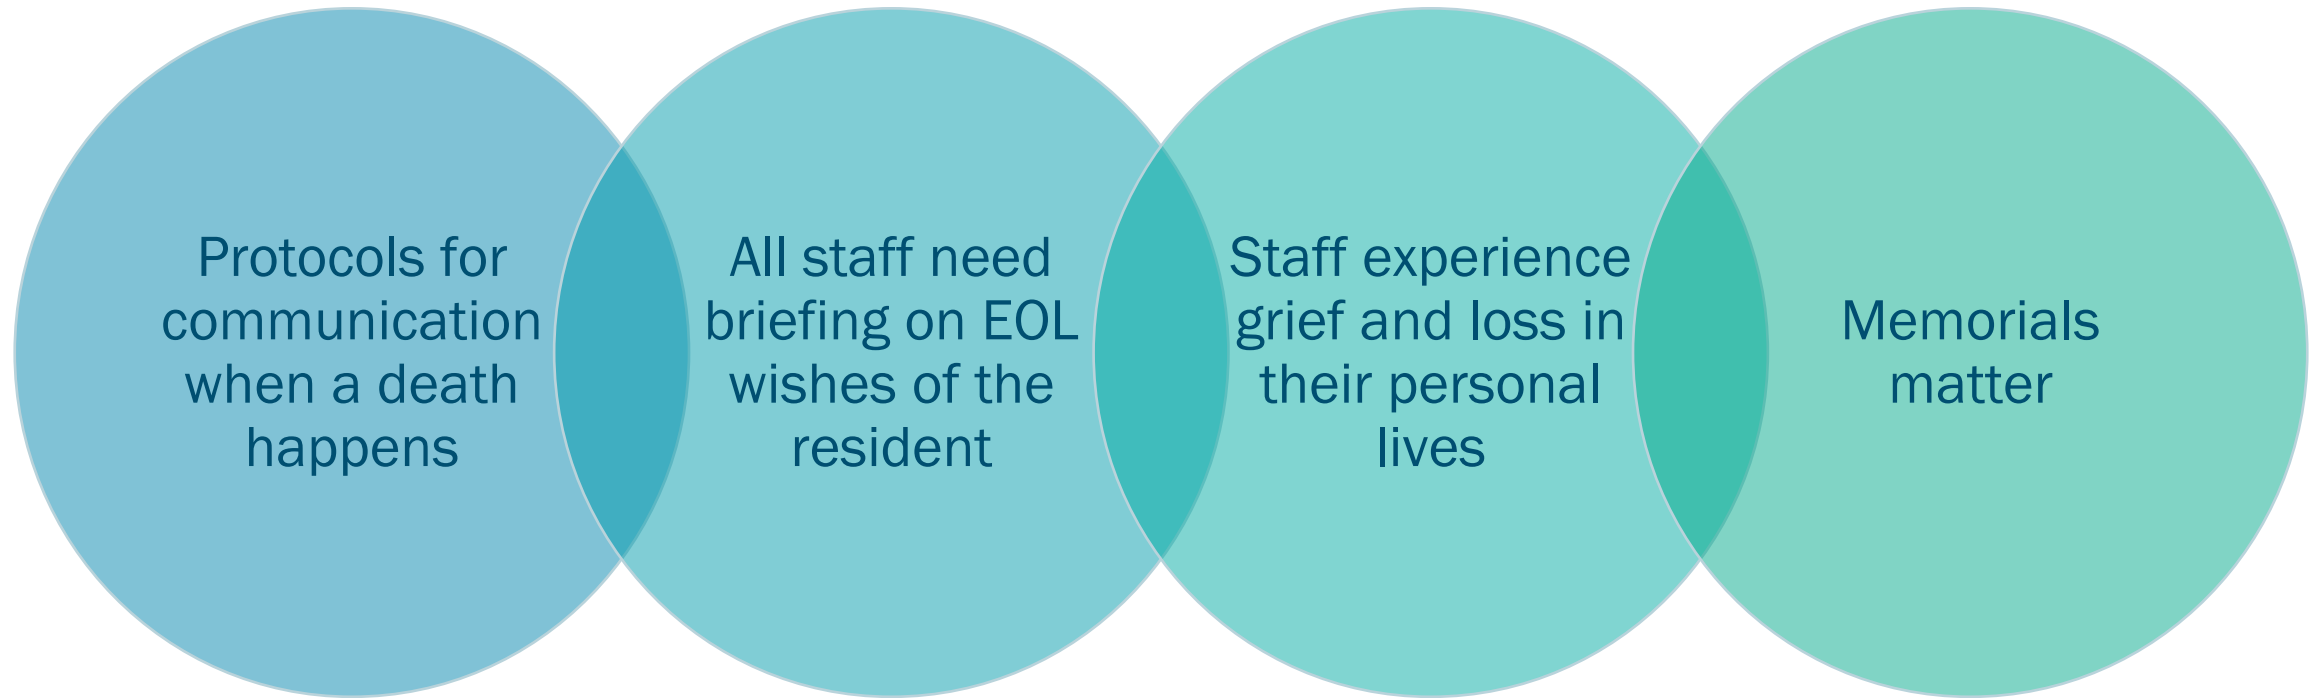 Protocols for
communication
when a death
happens
All staff need
briefing on EOL
wishes of the
resident
Staff experience
grief and loss in
their personal
lives
Memorials
matter